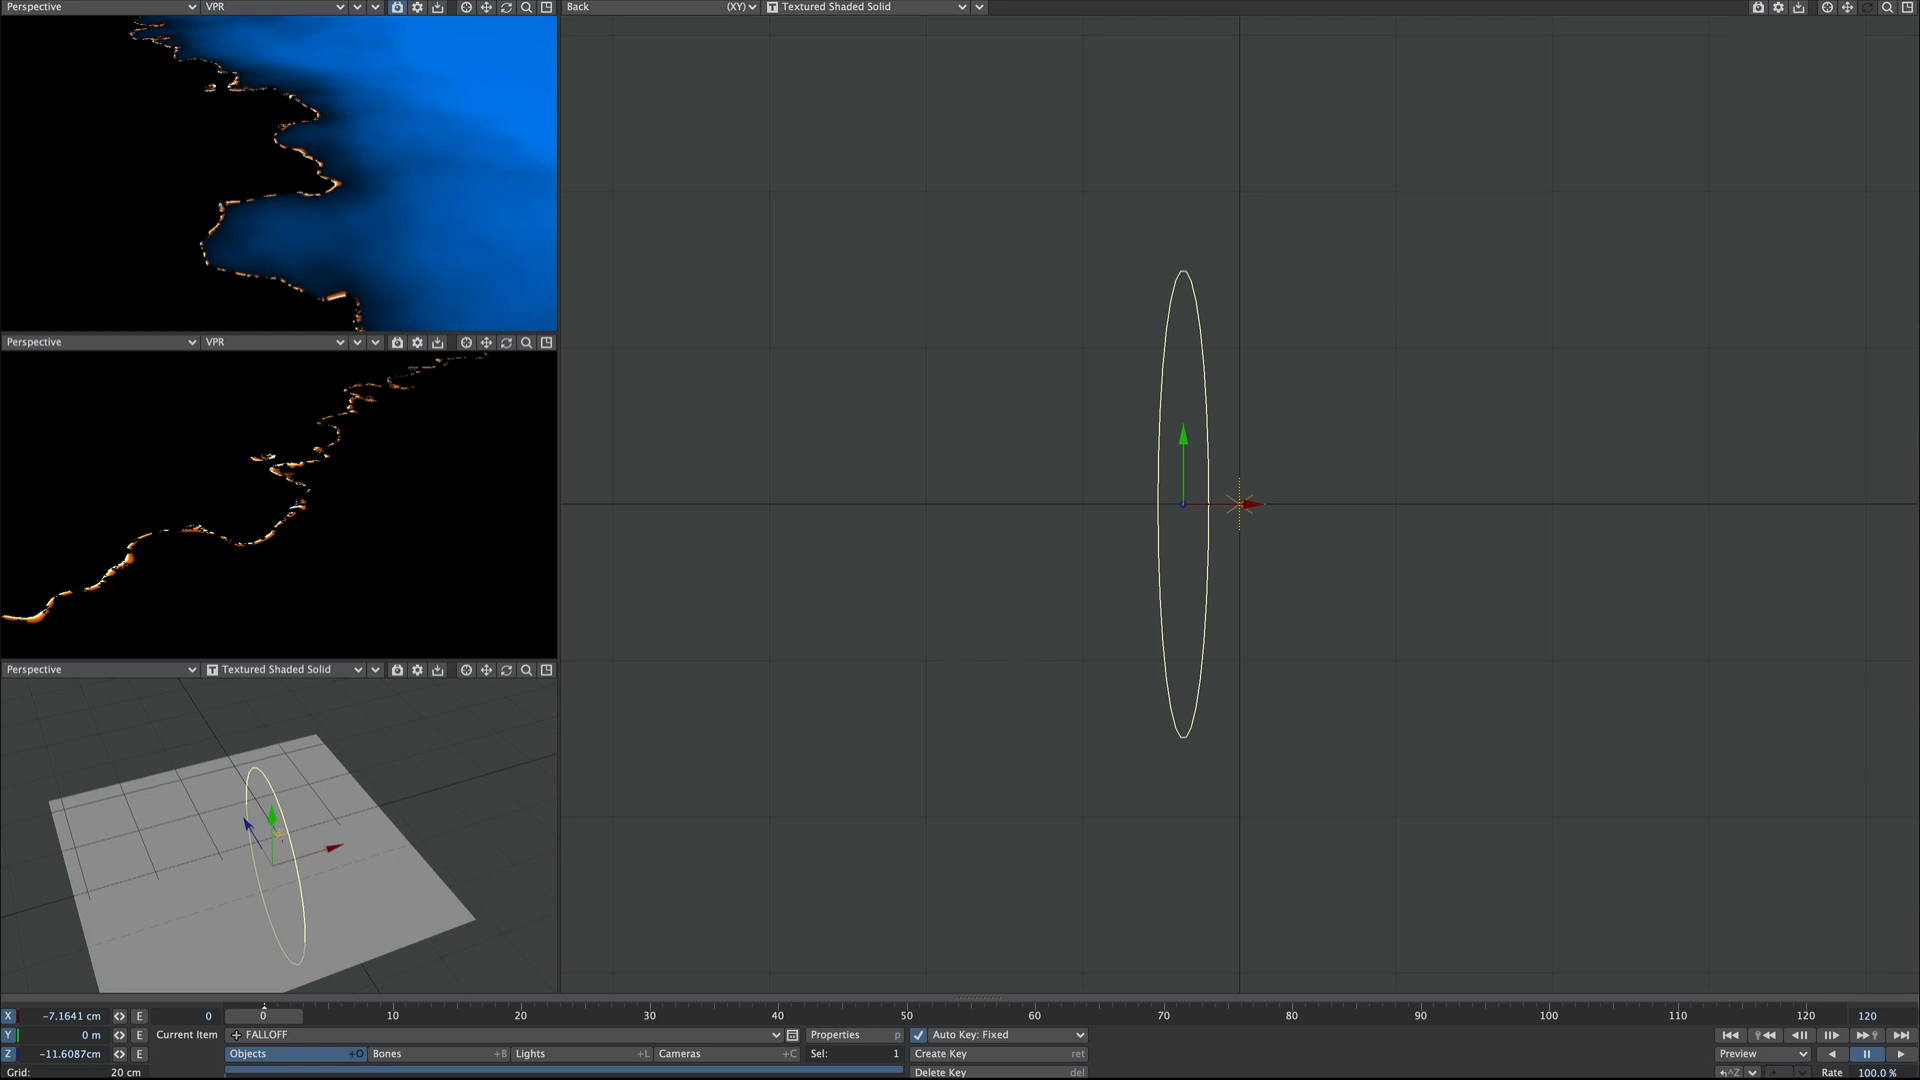 Perspective VPR Back (XY) T Textured Shaded Solid
Perspective VPR
Perspective T Textured Shaded Solid
X -7.1641 cm E 0 0 10 20 30 40 50 60 70 80 90 100 110 120 120
Y 0 m E Current Item FALLOFF Properties p Auto Key: Fixed
Z -11.6087cm E Objects +O Bones +B Lights +L Cameras +C Sel: 1 Create Key ret Preview
Grid: 20 cm Delete Key del ^Z Rate 100.0 %